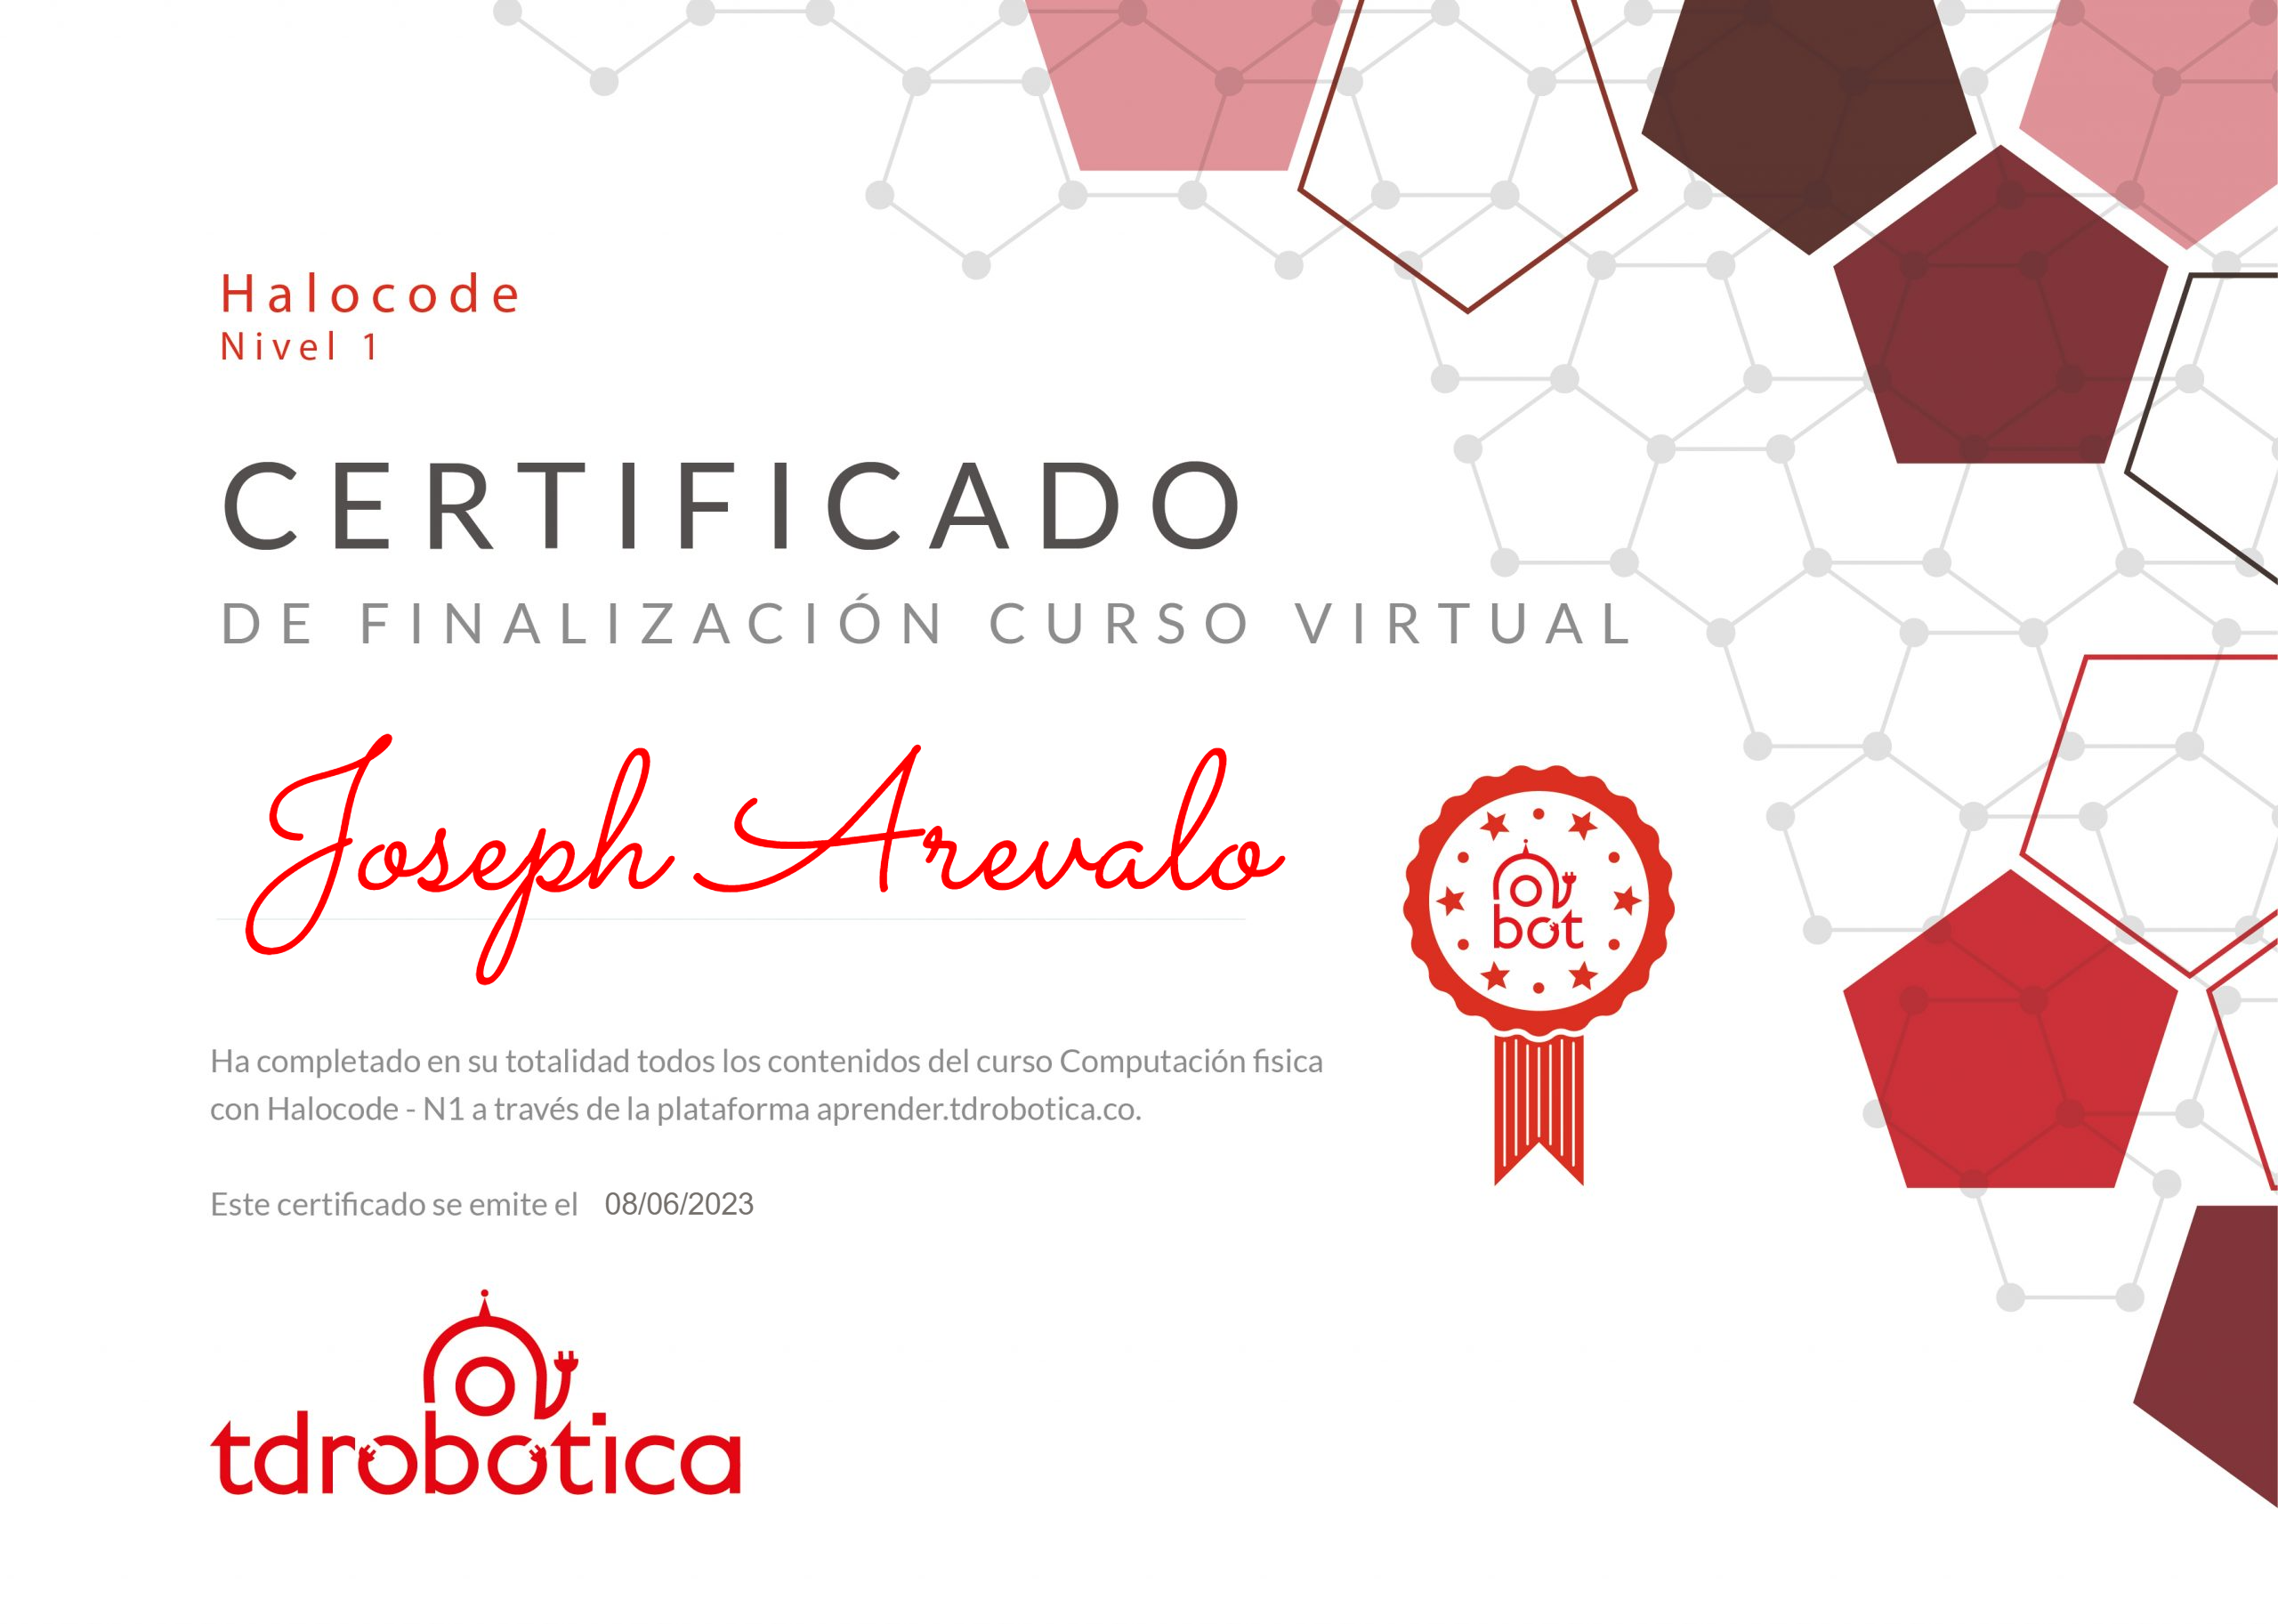 Halocode
Nivel 1
CERTIFICADO
DE FINALIZACIÓN CURSO VIRTUAL
Joseph Arevalo
bot
Ha completado en su totalidad todos los contenidos del curso Computación fisica
con Halocode - N1 a través de la plataforma aprender.tdrobotica.co.
Este certificado se emite el 08/06/2023
tdrobotica